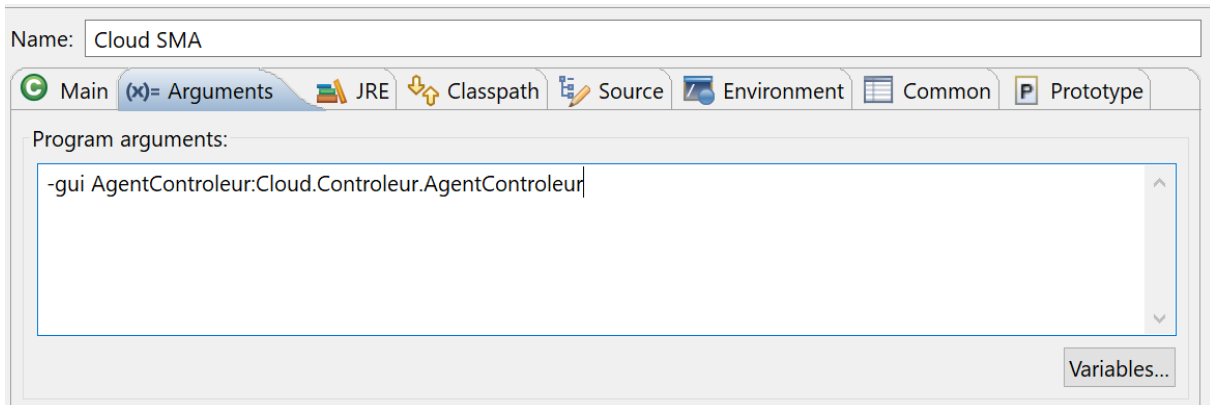 Name: Cloud SMA
Main (x)= Arguments JRE Classpath Source Environment Common P Prototype
Program arguments:
-gui AgentControleur:Cloud.Controleur.AgentControleur
Variables...